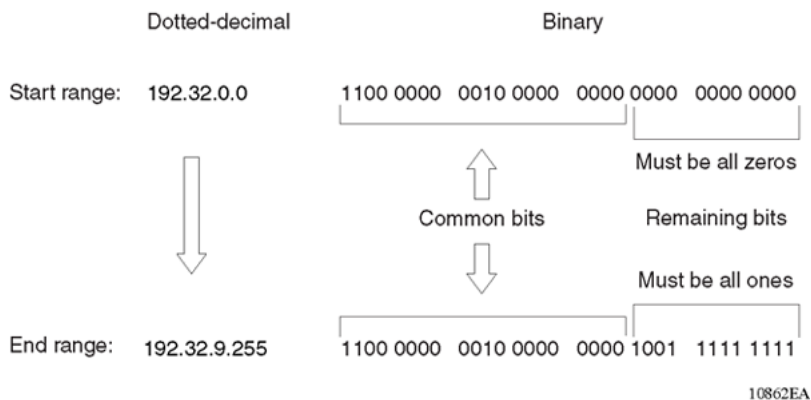 Dotted-decimal Binary
Start range: 192.32.0.0 1100 0000 0010 0000 0000 0000 0000 0000
Must be all zeros
Common bits Remaining bits
Must be all ones
End range: 192.32.9.255 1100 0000 0010 0000 0000 1001 1111 1111
10862EA